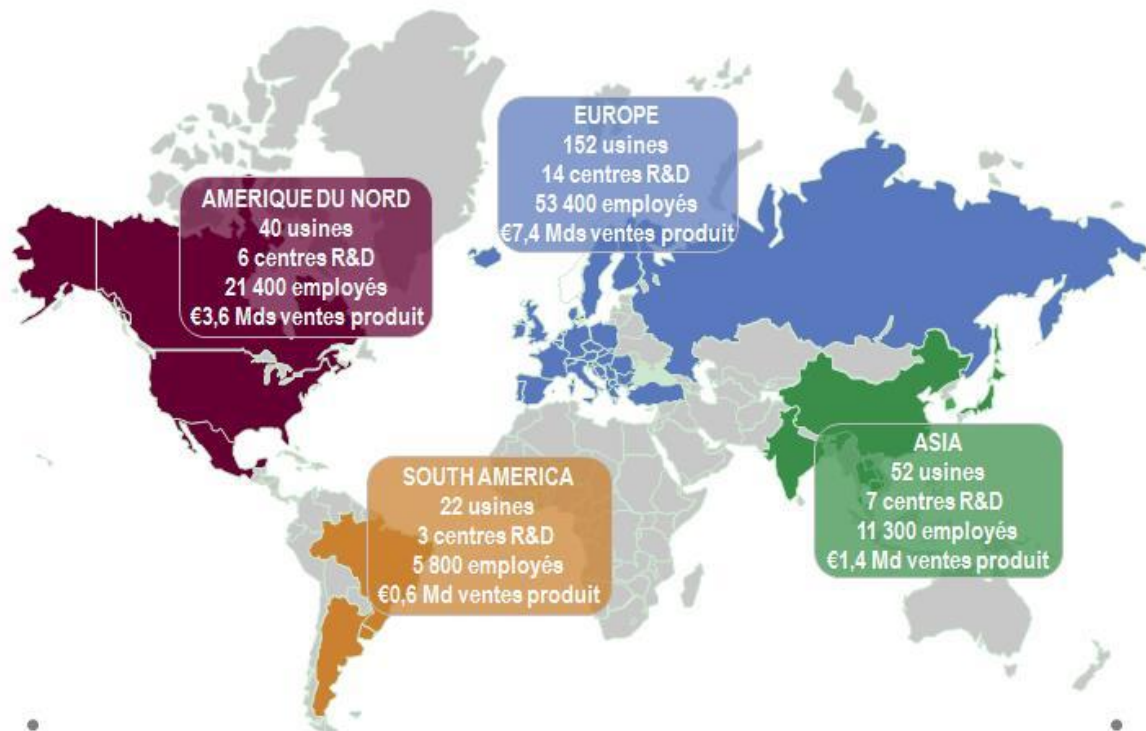 EUROPE
152 usines
14 centres R&D
53 400 employés
€7,4 Mds ventes produit
AMERIQUE DU NORD
40 usines
6 centres R&D
21 400 employés
€3,6 Mds ventes produit
ASIA
52 usines
7 centres R&D
11 300 employés
€1,4 Md ventes produit
SOUTH AMERICA
22 usines
3 centres R&D
5 800 employés
€0,6 Md ventes produit